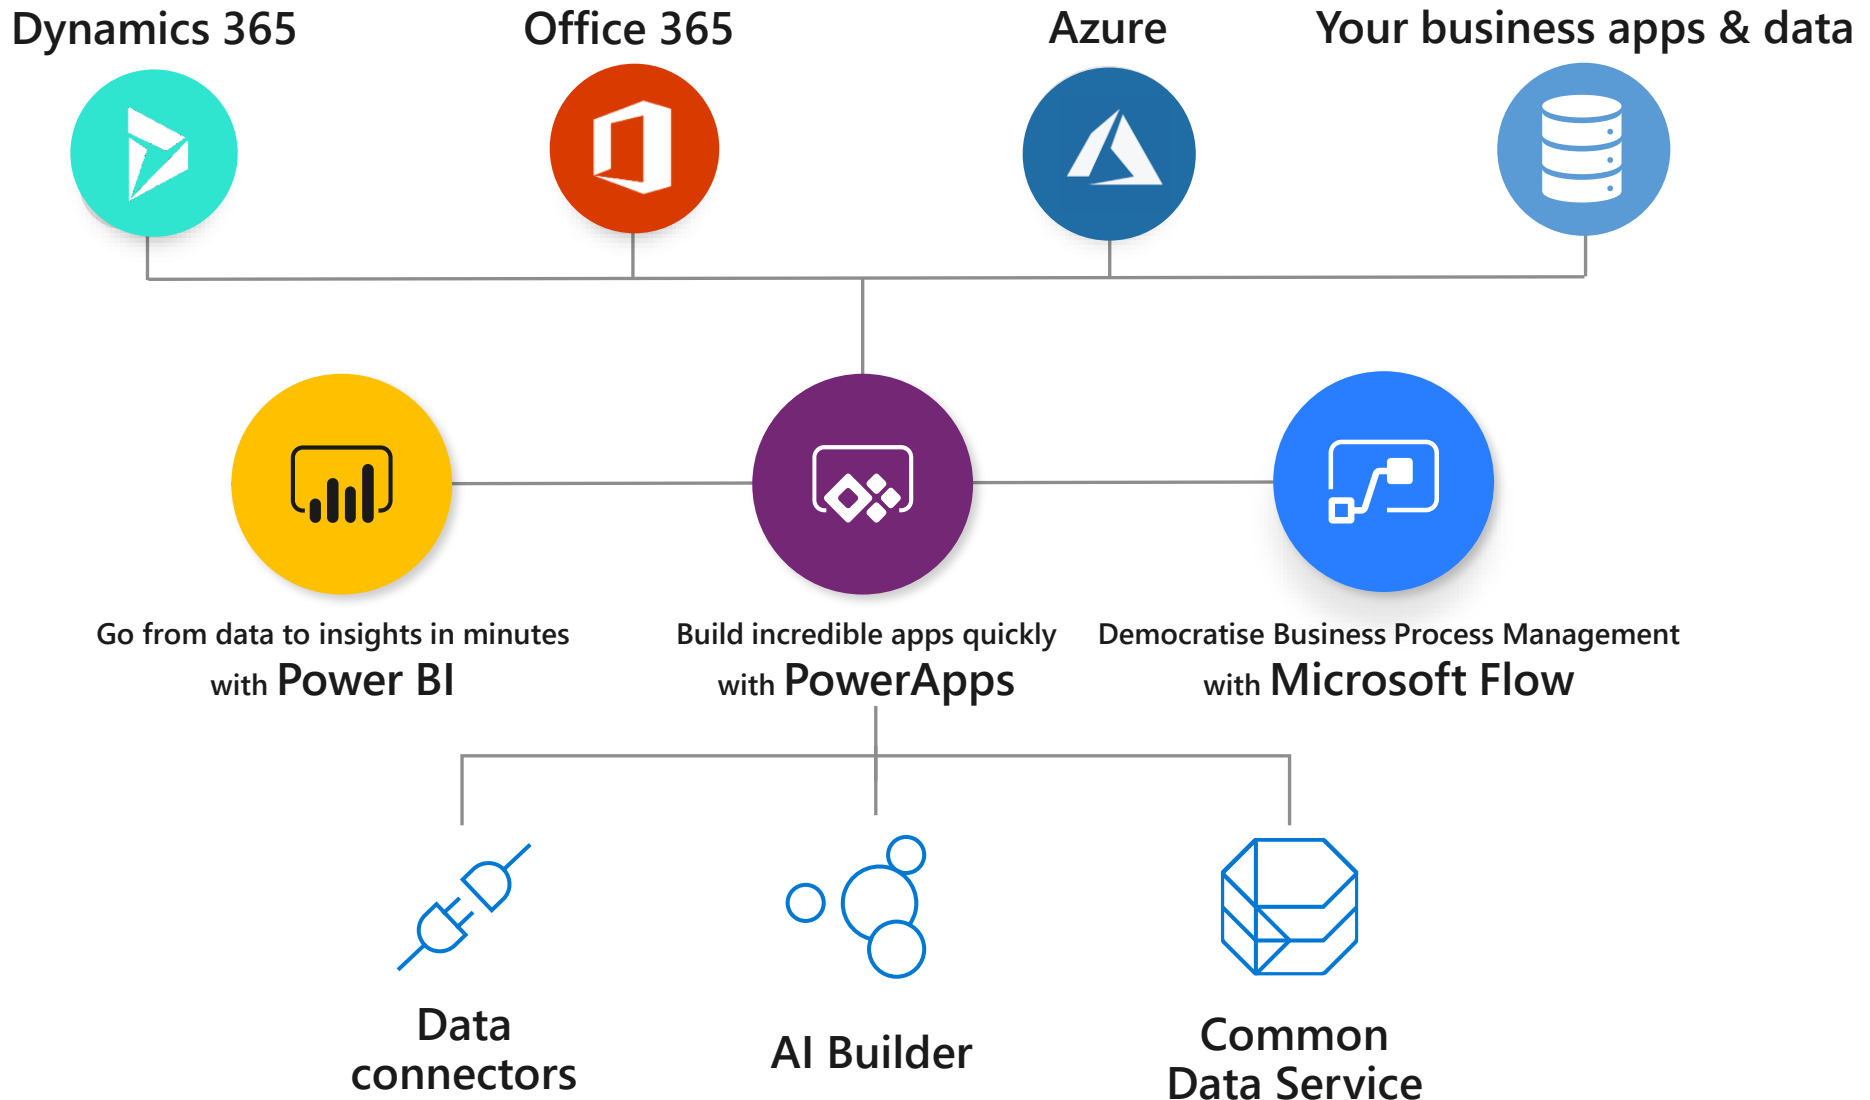 Dynamics 365
Office 365
Azure
Your business apps & data
Go from data to insights in minutes
with Power BI
Build incredible apps quickly
with PowerApps
Democratise Business Process Management
with Microsoft Flow
Data
connectors
AI Builder
Common
Data Service